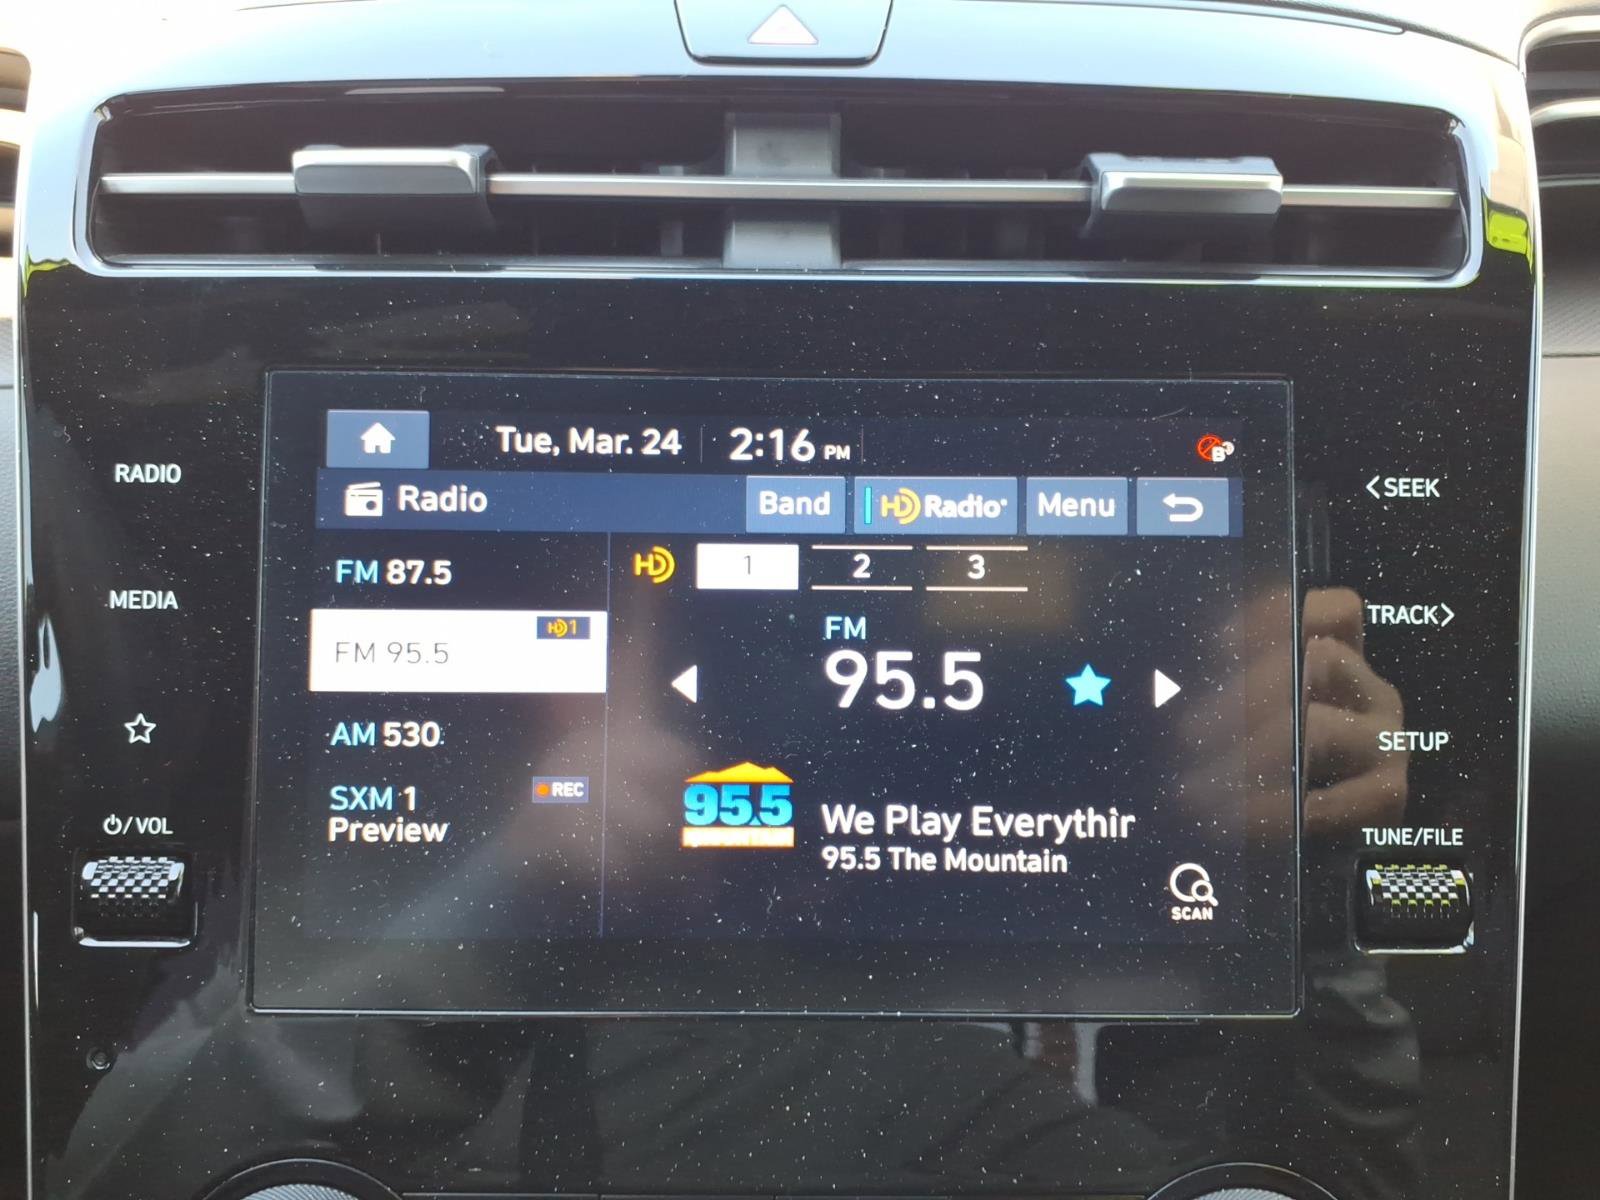 Tue, Mar. 24 2:16 PM
Radio Band HD Radio Menu
RADIO
MEDIA
⏻/VOL
FM 87.5
HD1
FM 95.5
AM 530
SXM 1 REC
Preview
HD 1 2 3
FM
95.5
95.5
We Play Everythir
95.5 The Mountain
SCAN
<SEEK
TRACK>
SETUP
TUNE/FILE